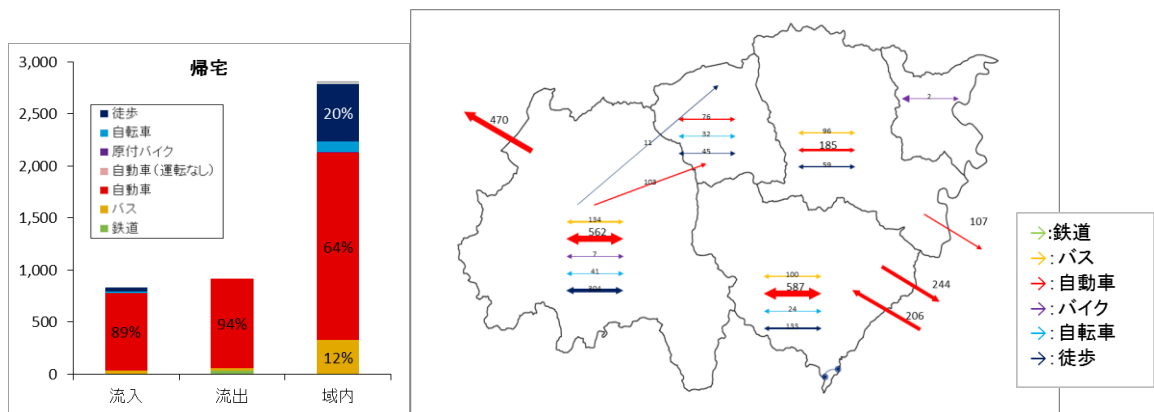 帰宅
3,000
2,500
2,000
1,500
1,000
500
0
徒歩
自転車
原付バイク
自動車(運転なし)
自動車
バス
鉄道
89%
94%
20%
64%
12%
流入
流出
域内
470
11
103
76
32
45
96
185
59
2
107
134
562
7
41
304
100
587
24
133
244
206
:鉄道
:バス
:自動車
:バイク
:自転車
:徒歩